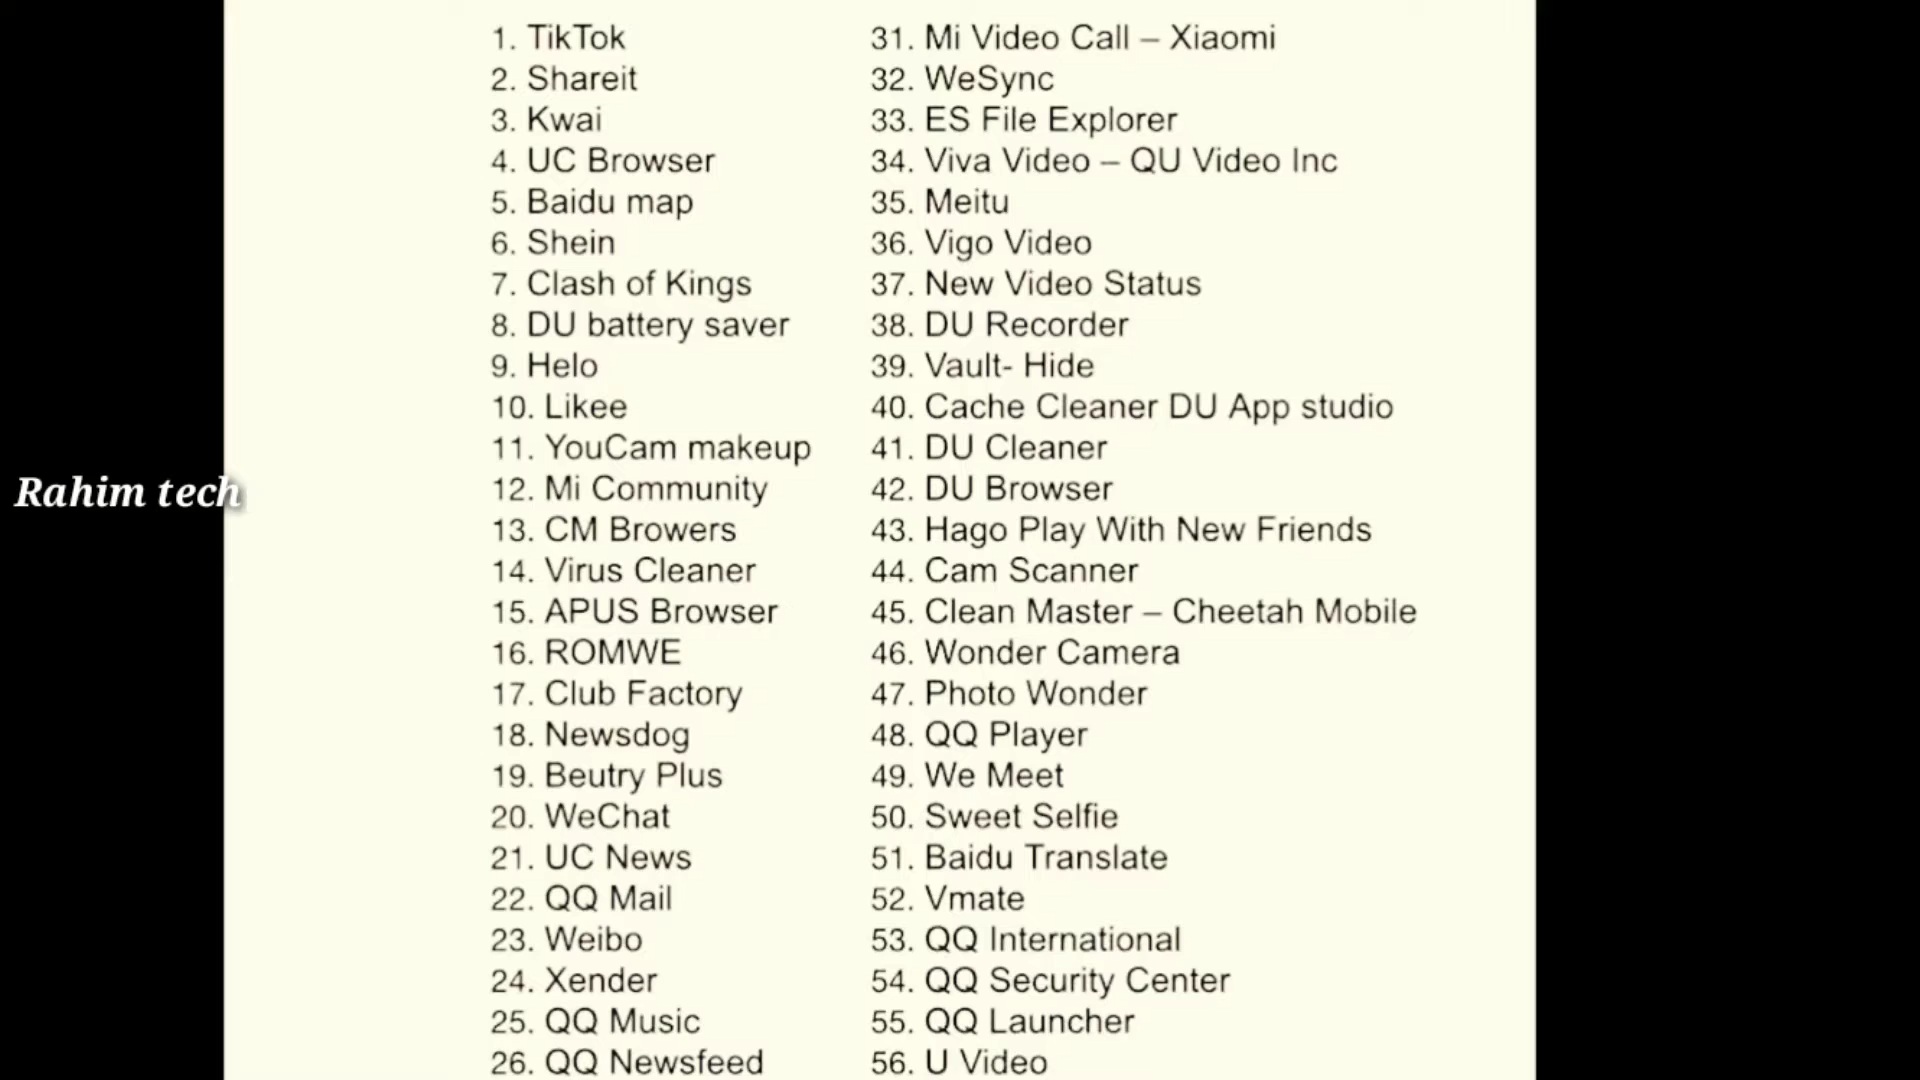 1. TikTok
2. Shareit
3. Kwai
4. UC Browser
5. Baidu map
6. Shein
7. Clash of Kings
8. DU battery saver
9. Helo
10. Likee
11. YouCam makeup
12. Mi Community
13. CM Browers
14. Virus Cleaner
15. APUS Browser
16. ROMWE
17. Club Factory
18. Newsdog
19. Beutry Plus
20. WeChat
21. UC News
22. QQ Mail
23. Weibo
24. Xender
25. QQ Music
26. QQ Newsfeed
31. Mi Video Call – Xiaomi
32. WeSync
33. ES File Explorer
34. Viva Video – QU Video Inc
35. Meitu
36. Vigo Video
37. New Video Status
38. DU Recorder
39. Vault- Hide
40. Cache Cleaner DU App studio
41. DU Cleaner
42. DU Browser
43. Hago Play With New Friends
44. Cam Scanner
45. Clean Master – Cheetah Mobile
46. Wonder Camera
47. Photo Wonder
48. QQ Player
49. We Meet
50. Sweet Selfie
51. Baidu Translate
52. Vmate
53. QQ International
54. QQ Security Center
55. QQ Launcher
56. U Video
Rahim tech